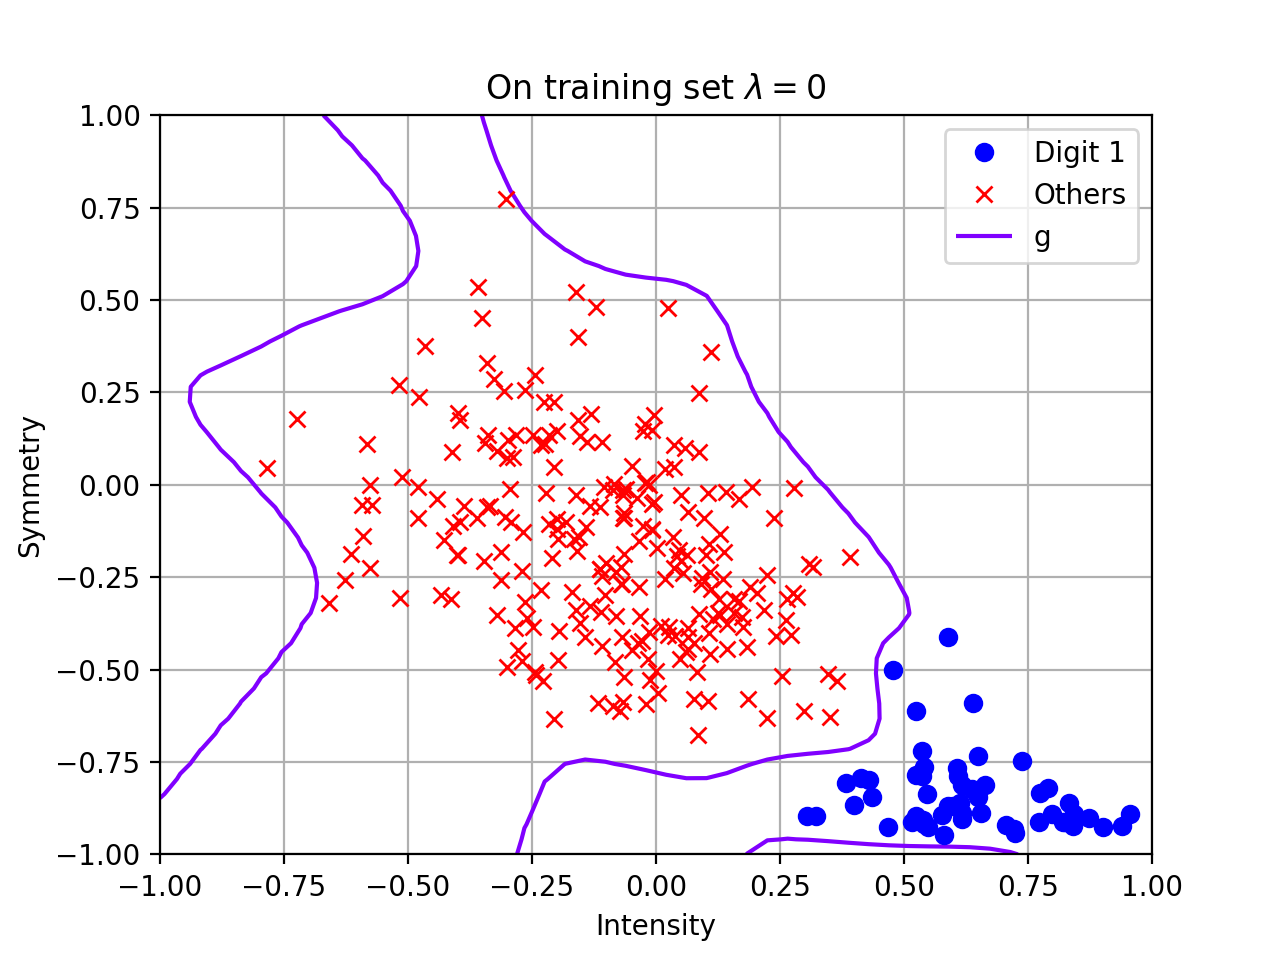 On training set λ = 0
1.00
0.75
0.50
0.25
0.00
−0.25
−0.50
−0.75
−1.00
Symmetry
Digit 1
Others
g
−1.00 −0.75 −0.50 −0.25 0.00 0.25 0.50 0.75 1.00
Intensity